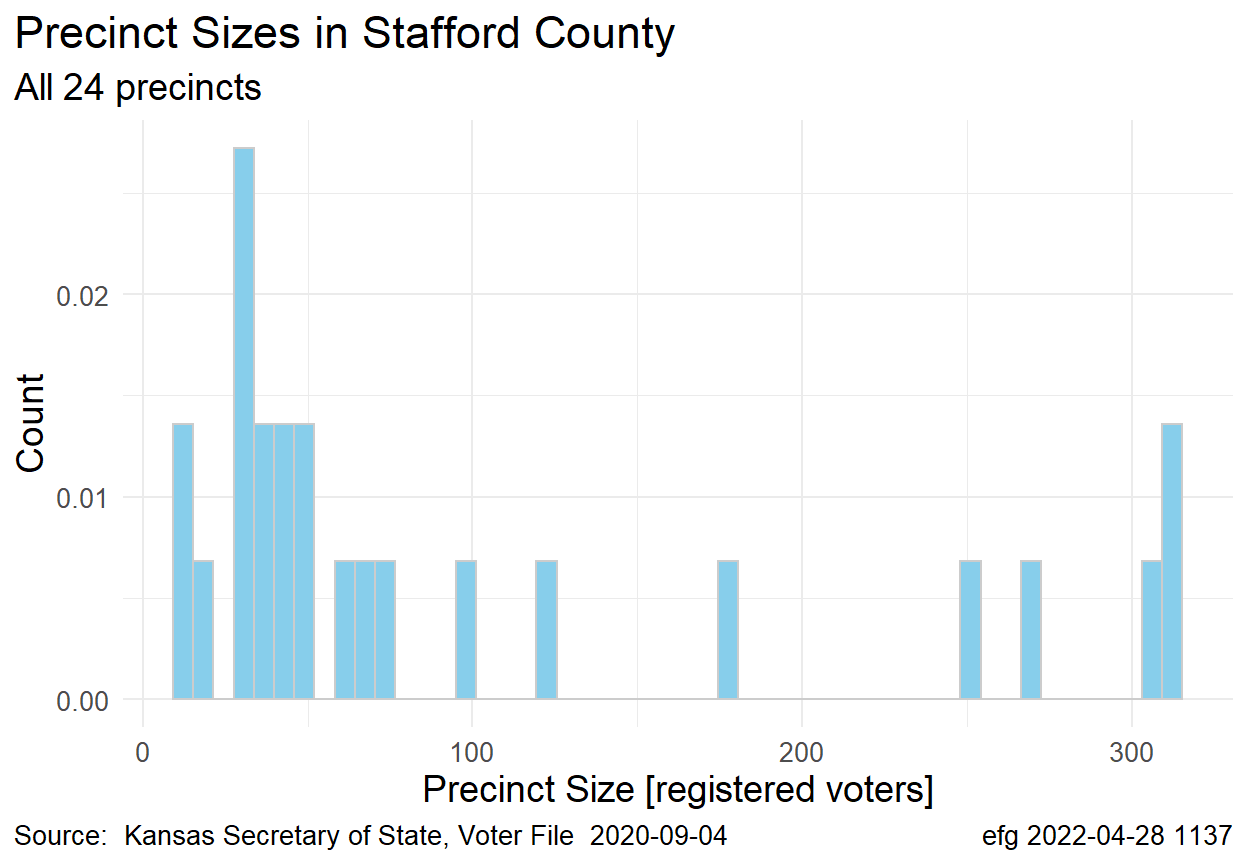 Precinct Sizes in Stafford County
All 24 precincts
Count
0.02
0.01
0.00
0 100 200 300
Precinct Size [registered voters]
Source:  Kansas Secretary of State, Voter File  2020-09-04
efg 2022-04-28 1137